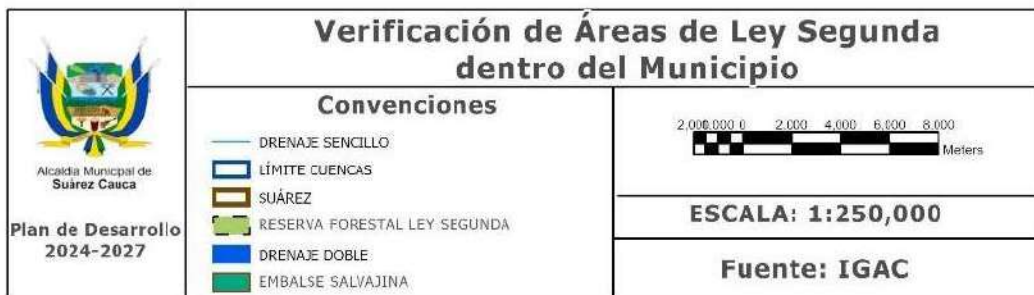 Verificación de Áreas de Ley Segunda
dentro del Municipio
Alcaldía Municipal de
Suárez Cauca
Plan de Desarrollo
2024-2027
Convenciones
DRENAJE SENCILLO
LÍMITE CUENCAS
SUÁREZ
RESERVA FORESTAL LEY SEGUNDA
DRENAJE DOBLE
EMBALSE SALVAJINA
0 2,000 4,000 6,000 8,000
Meters
ESCALA: 1:250,000
Fuente: IGAC